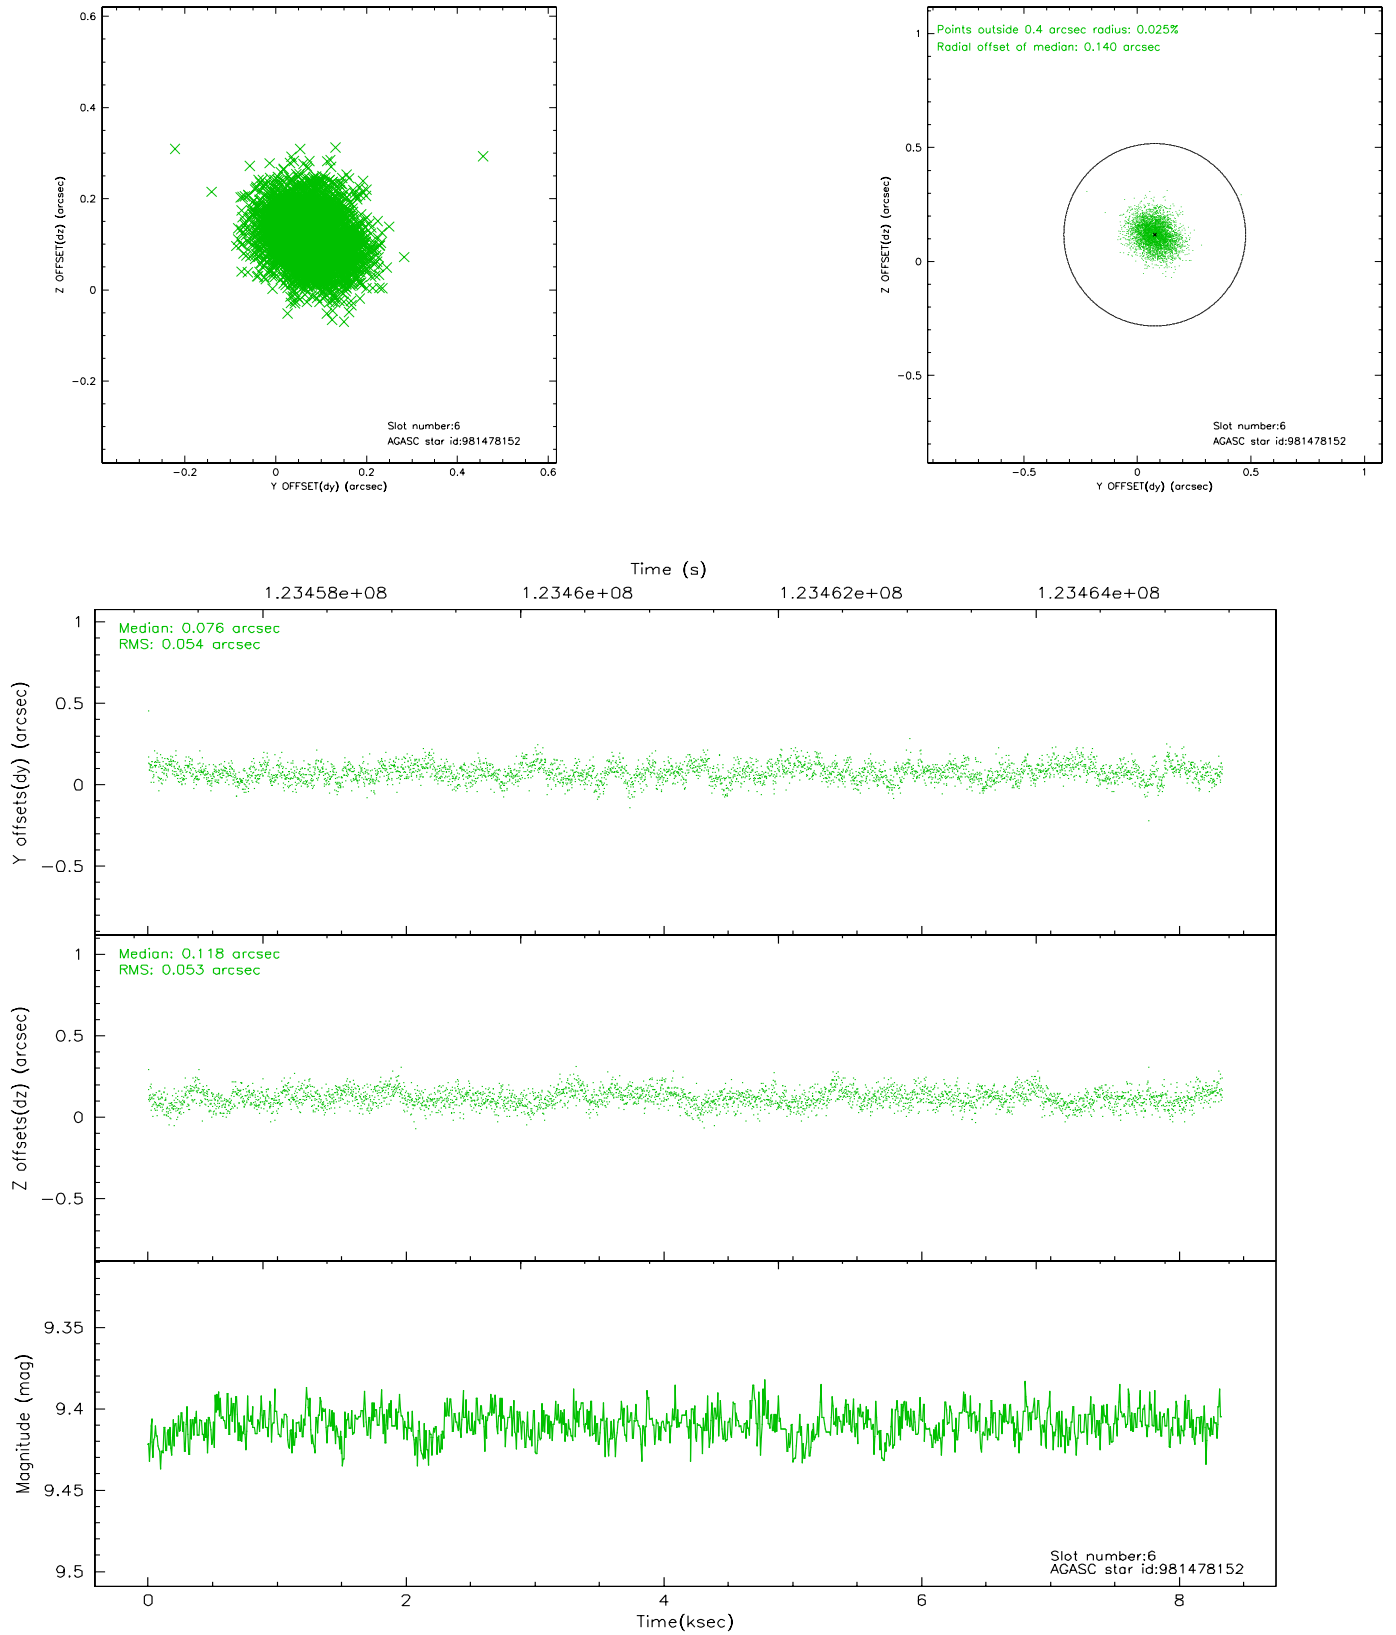 0.6
0.4
0.2
0
−0.2
Z OFFSET(dz) (arcsec)
Slot number:6
AGASC star id:981478152
−0.2 0 0.2 0.4 0.6
Y OFFSET(dy) (arcsec)
Points outside 0.4 arcsec radius: 0.025%
Radial offset of median: 0.140 arcsec
1
0.5
0
−0.5
Z OFFSET(dz) (arcsec)
Slot number:6
AGASC star id:981478152
−0.5 0 0.5 1
Y OFFSET(dy) (arcsec)
Time (s)
1.23458e+08 1.2346e+08 1.23462e+08 1.23464e+08
Median: 0.076 arcsec
RMS: 0.054 arcsec
1
0.5
0
−0.5
Y offsets(dy) (arcsec)
Median: 0.118 arcsec
RMS: 0.053 arcsec
1
0.5
0
−0.5
Z offsets(dz) (arcsec)
9.35
9.4
9.45
9.5
Magnitude (mag)
Slot number:6
AGASC star id:981478152
0 2 4 6 8
Time(ksec)